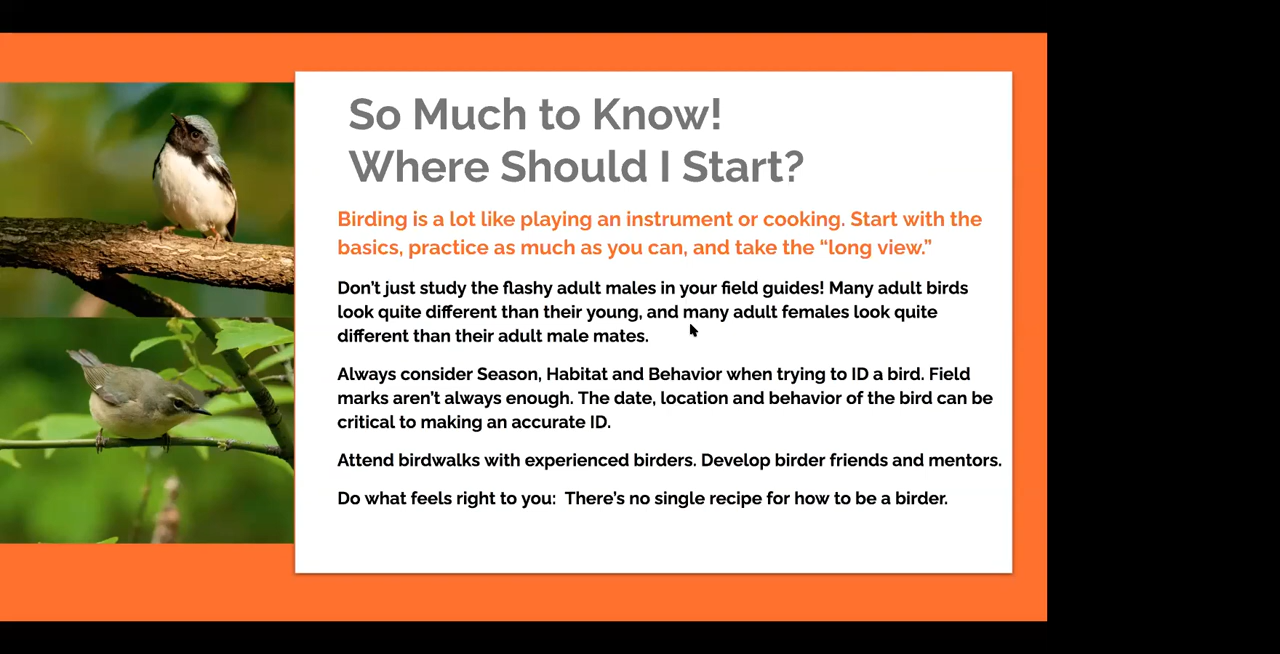 So Much to Know!
Where Should I Start?
Birding is a lot like playing an instrument or cooking. Start with the
basics, practice as much as you can, and take the “long view.”
Don’t just study the flashy adult males in your field guides! Many adult birds
look quite different than their young, and many adult females look quite
different than their adult male mates.
Always consider Season, Habitat and Behavior when trying to ID a bird. Field
marks aren’t always enough. The date, location and behavior of the bird can be
critical to making an accurate ID.
Attend birdwalks with experienced birders. Develop birder friends and mentors.
Do what feels right to you:  There’s no single recipe for how to be a birder.